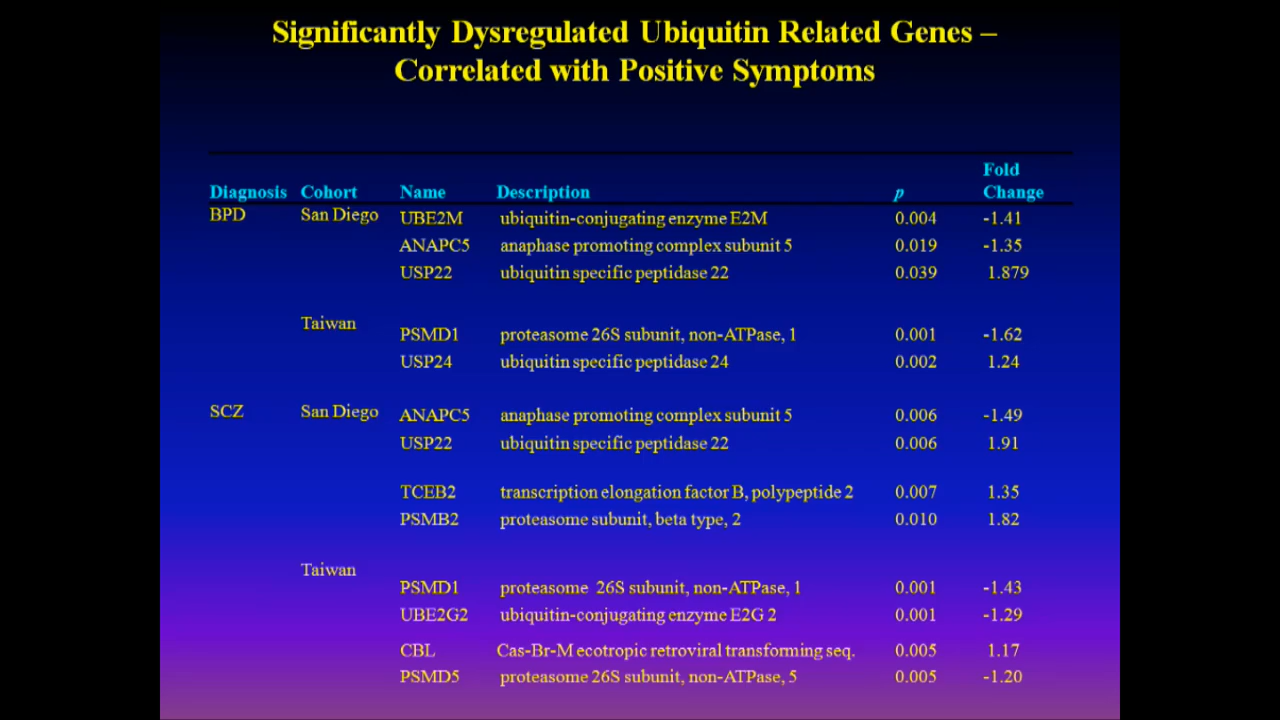 Significantly Dysregulated Ubiquitin Related Genes –
Correlated with Positive Symptoms
Diagnosis Cohort Name Description p Fold Change
BPD San Diego UBE2M ubiquitin-conjugating enzyme E2M 0.004 -1.41
ANAPC5 anaphase promoting complex subunit 5 0.019 -1.35
USP22 ubiquitin specific peptidase 22 0.039 1.879
Taiwan
PSMD1 proteasome 26S subunit, non-ATPase, 1 0.001 -1.62
USP24 ubiquitin specific peptidase 24 0.002 1.24
SCZ San Diego ANAPC5 anaphase promoting complex subunit 5 0.006 -1.49
USP22 ubiquitin specific peptidase 22 0.006 1.91
TCEB2 transcription elongation factor B, polypeptide 2 0.007 1.35
PSMB2 proteasome subunit, beta type, 2 0.010 1.82
Taiwan
PSMD1 proteasome 26S subunit, non-ATPase, 1 0.001 -1.43
UBE2G2 ubiquitin-conjugating enzyme E2G 2 0.001 -1.29
CBL Cas-Br-M ecotropic retroviral transforming seq. 0.005 1.17
PSMD5 proteasome 26S subunit, non-ATPase, 5 0.005 -1.20